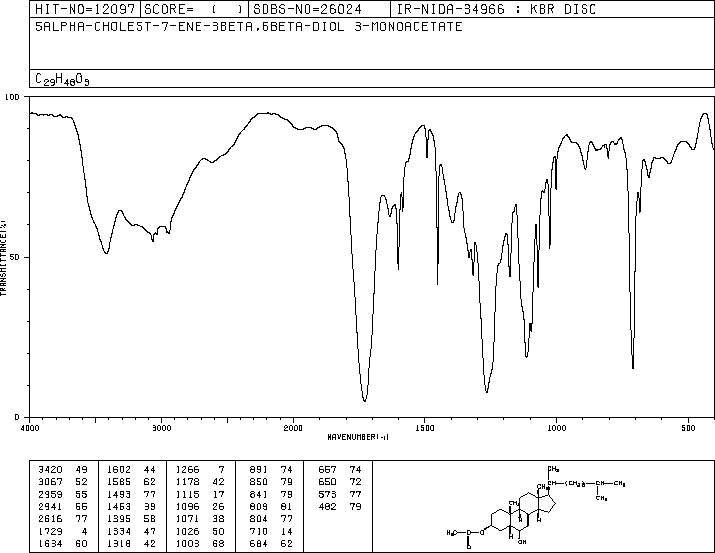 HIT-NO=12097 SCORE= ( ) SDBS-NO=26024 IR-NIDA-34966 : KBR DISC
5ALPHA-CHOLEST-7-ENE-3BETA,6BETA-DIOL 3-MONOACETATE
C29H48O3
100
TRANSMITTANCE(%)
50
0
4000 3000 2000 1500 1000 500
WAVENUMBER(-1)
3420 49 1602 44 1266 7 891 74 667 74
3067 52 1585 62 1178 42 850 79 650 72
2959 55 1493 77 1115 17 841 79 573 77
2941 55 1453 39 1096 26 809 81 482 79
2616 77 1395 58 1071 38 804 77
1729 4 1334 47 1026 50 710 14
1634 60 1318 42 1003 68 684 62